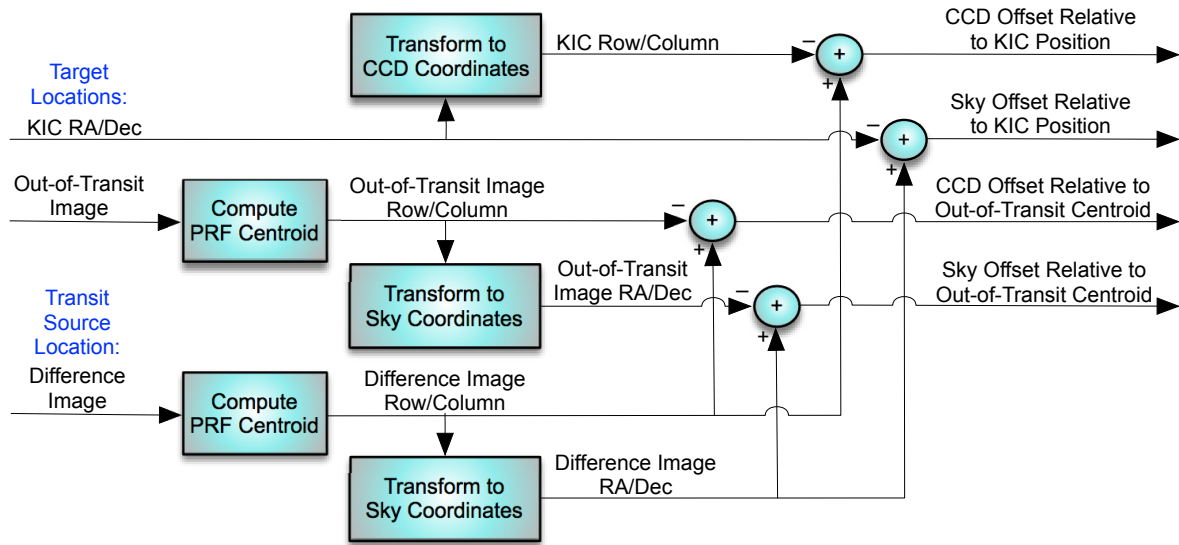 Transform to
CCD Coordinates
KIC Row/Column
−
+
+
CCD Offset Relative
to KIC Position
Target
Locations:
KIC RA/Dec
−
+
+
Sky Offset Relative
to KIC Position
Out-of-Transit
Image
Compute
PRF Centroid
Out-of-Transit Image
Row/Column
−
+
+
CCD Offset Relative to
Out-of-Transit Centroid
Transform to
Sky Coordinates
Out-of-Transit
Image RA/Dec
−
+
+
Sky Offset Relative to
Out-of-Transit Centroid
Transit
Source
Location:
Difference
Image
Compute
PRF Centroid
Difference Image
Row/Column
Transform to
Sky Coordinates
Difference Image
RA/Dec